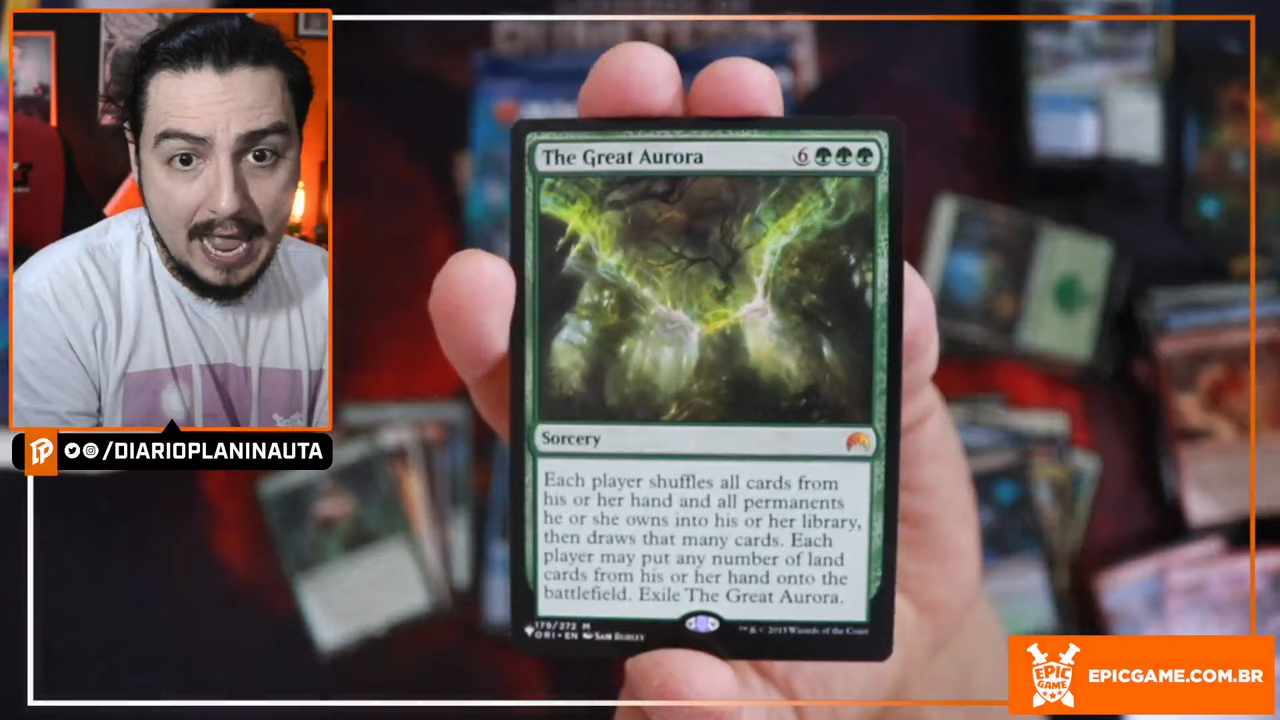 The Great Aurora 6
Sorcery
Each player shuffles all cards from
his or her hand and all permanents
he or she owns into his or her library,
then draws that many cards. Each
player may put any number of land
cards from his or her hand onto the
battlefield. Exile The Great Aurora.
179/272 M
ORI • EN SAM BURLEY
™ & © 2015 Wizards of the Coast
/DIARIOPLANINAUTA
EPIC
GAME
EPICGAME.COM.BR